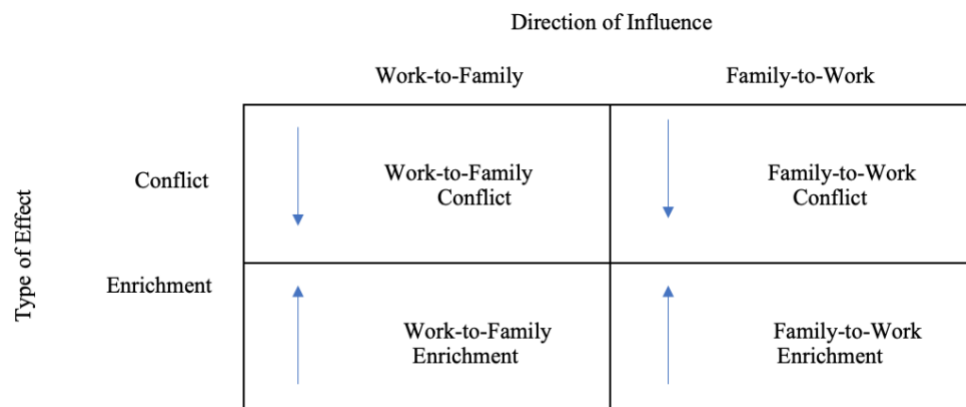 Direction of Influence
Work-to-Family
Family-to-Work
Type of Effect
Conflict
Work-to-Family
Conflict
Family-to-Work
Conflict
Enrichment
Work-to-Family
Enrichment
Family-to-Work
Enrichment